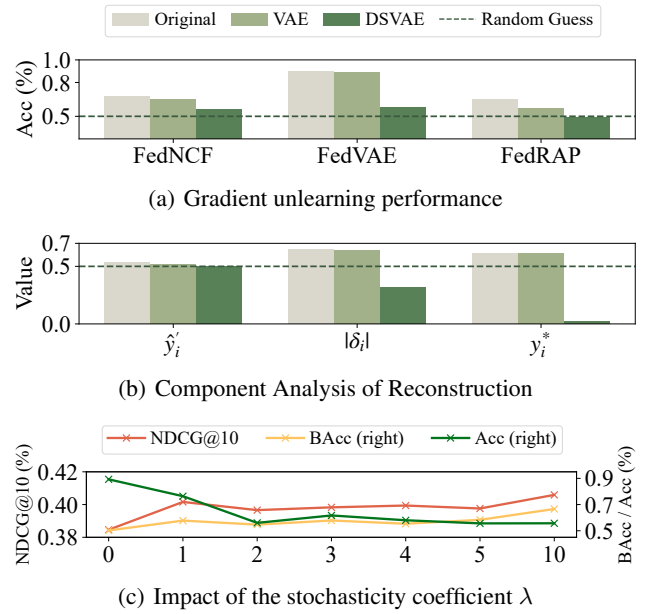 Original VAE DSVAE Random Guess
Acc (%)
1.0
0.8
0.5
FedNCF FedVAE FedRAP
(a) Gradient unlearning performance
Value
0.7
0.5
0.0
ŷ′ᵢ |δᵢ| y*ᵢ
(b) Component Analysis of Reconstruction
NDCG@10 BAcc (right) Acc (right)
NDCG@10 (%)
0.42
0.40
0.38
0.9
0.7
0.5
BAcc / Acc (%)
0 1 2 3 4 5 10
(c) Impact of the stochasticity coefficient λ